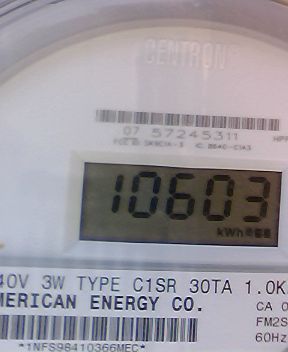 CENTRON®
07 57245311
10603
kWh
40V 3W TYPE C1SR 30TA 1.0K
MERICAN ENERGY CO.
CA 0
FM2S
60Hz
*1NFS98410366MEC*